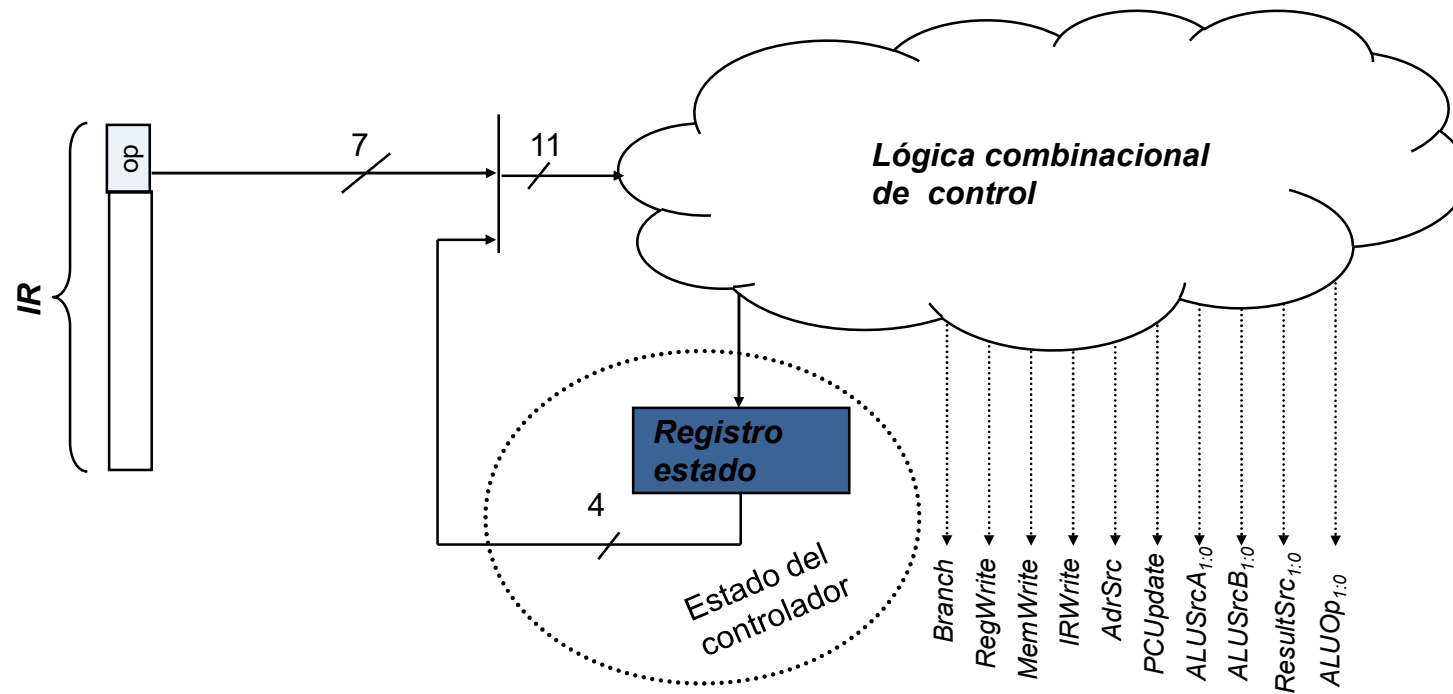 7
11
op
Lógica combinacional
de control
IR
Registro
estado
4
Estado del
controlador
Branch
RegWrite
MemWrite
IRWrite
AdrSrc
PCUpdate
ALUSrcA1:0
ALUSrcB1:0
ResultSrc1:0
ALUOp1:0